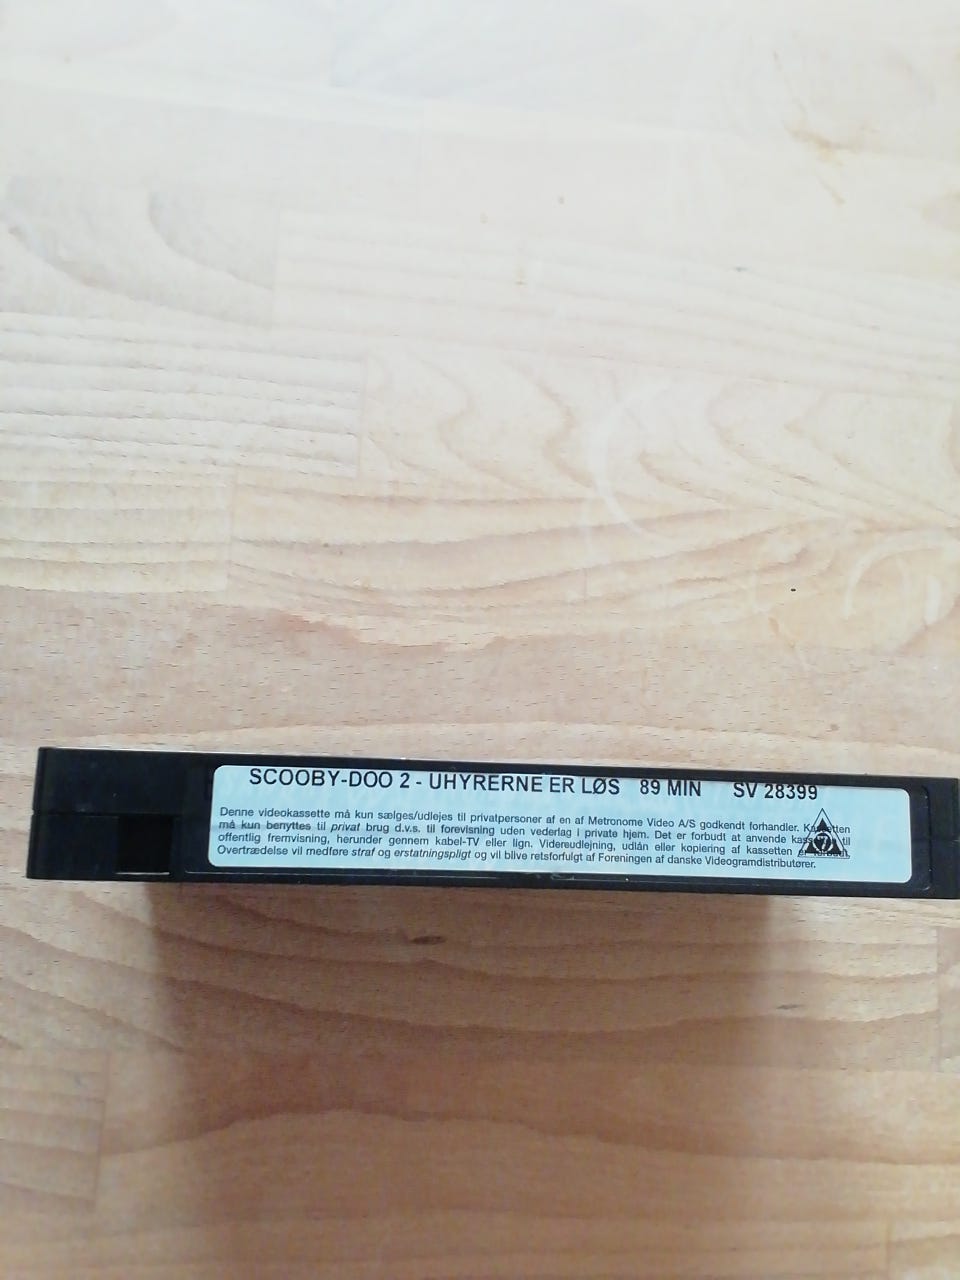 SCOOBY-DOO 2 - UHYRERNE ER LØS 89 MIN SV 28399
Denne videokassette må kun sælges/udlejes til privatpersoner af en af Metronome Video A/S godkendt forhandler. Kassetten
må kun benyttes til privat brug d.v.s. til forevisning uden vederlag i private hjem. Det er forbudt at anvende kassetten til
offentlig fremvisning, herunder gennem kabel-TV eller lign. Videreudlejning, udlån eller kopiering af kassetten er forbudt.
Overtrædelse vil medføre straf og erstatningspligt og vil blive retsforfulgt af Foreningen af danske Videogramdistributører.
7